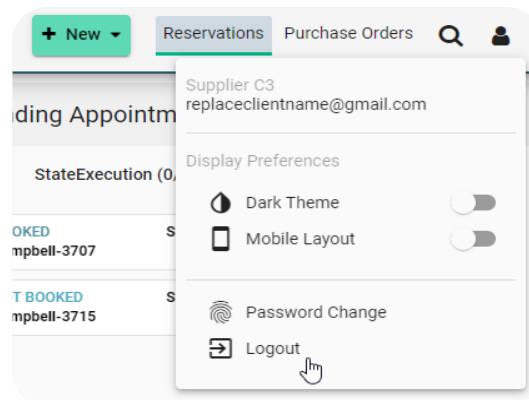 + New
Reservations
Purchase Orders
Supplier C3
replaceclientname@gmail.com
ding Appointm
Display Preferences
StateExecution (0/
Dark Theme
OKED S
mpbell-3707
Mobile Layout
T BOOKED S
mpbell-3715
Password Change
Logout